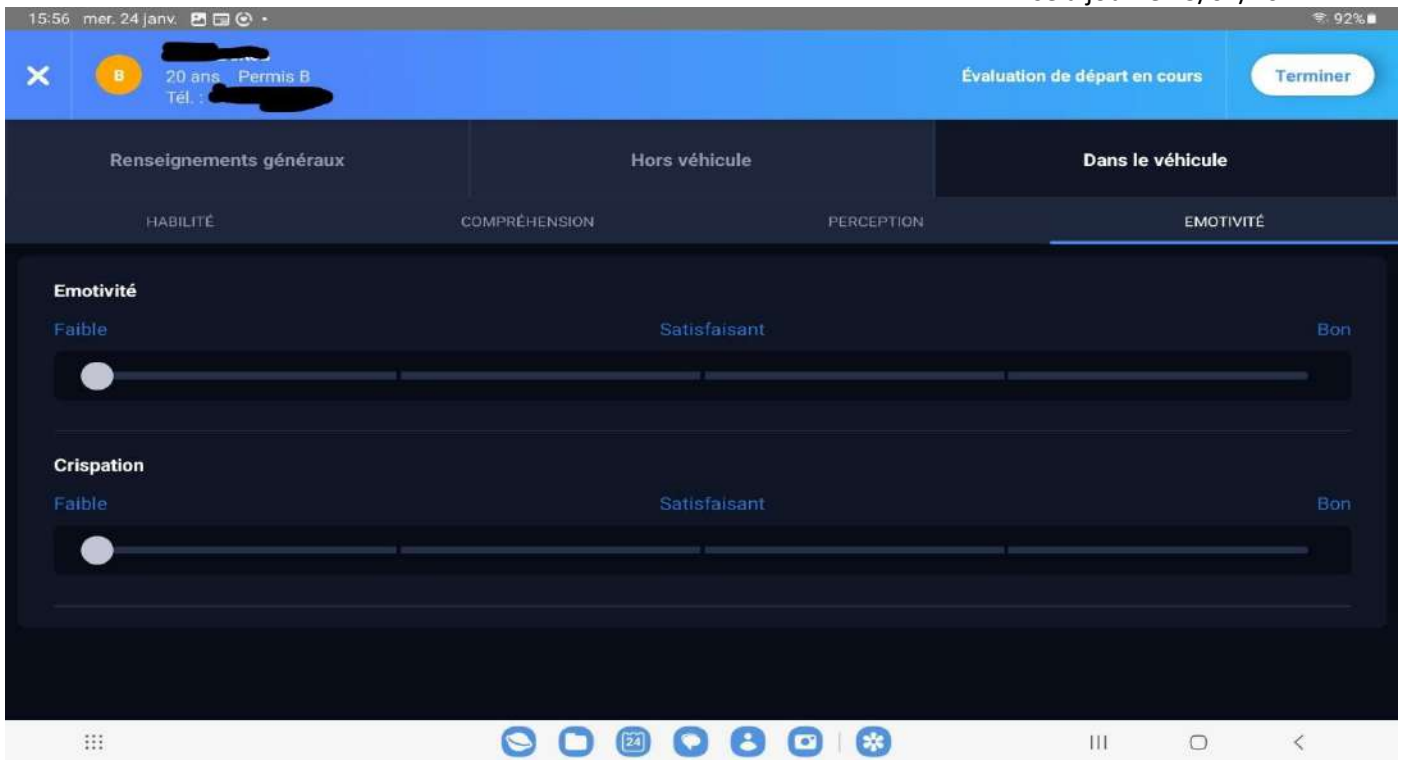 15:56 mer. 24 janv.
92%
B
20 ans Permis B
Tél. :
Évaluation de départ en cours
Terminer
Renseignements généraux
Hors véhicule
Dans le véhicule
HABILITÉ
COMPRÉHENSION
PERCEPTION
EMOTIVITÉ
Emotivité
Faible Satisfaisant Bon
Crispation
Faible Satisfaisant Bon
24